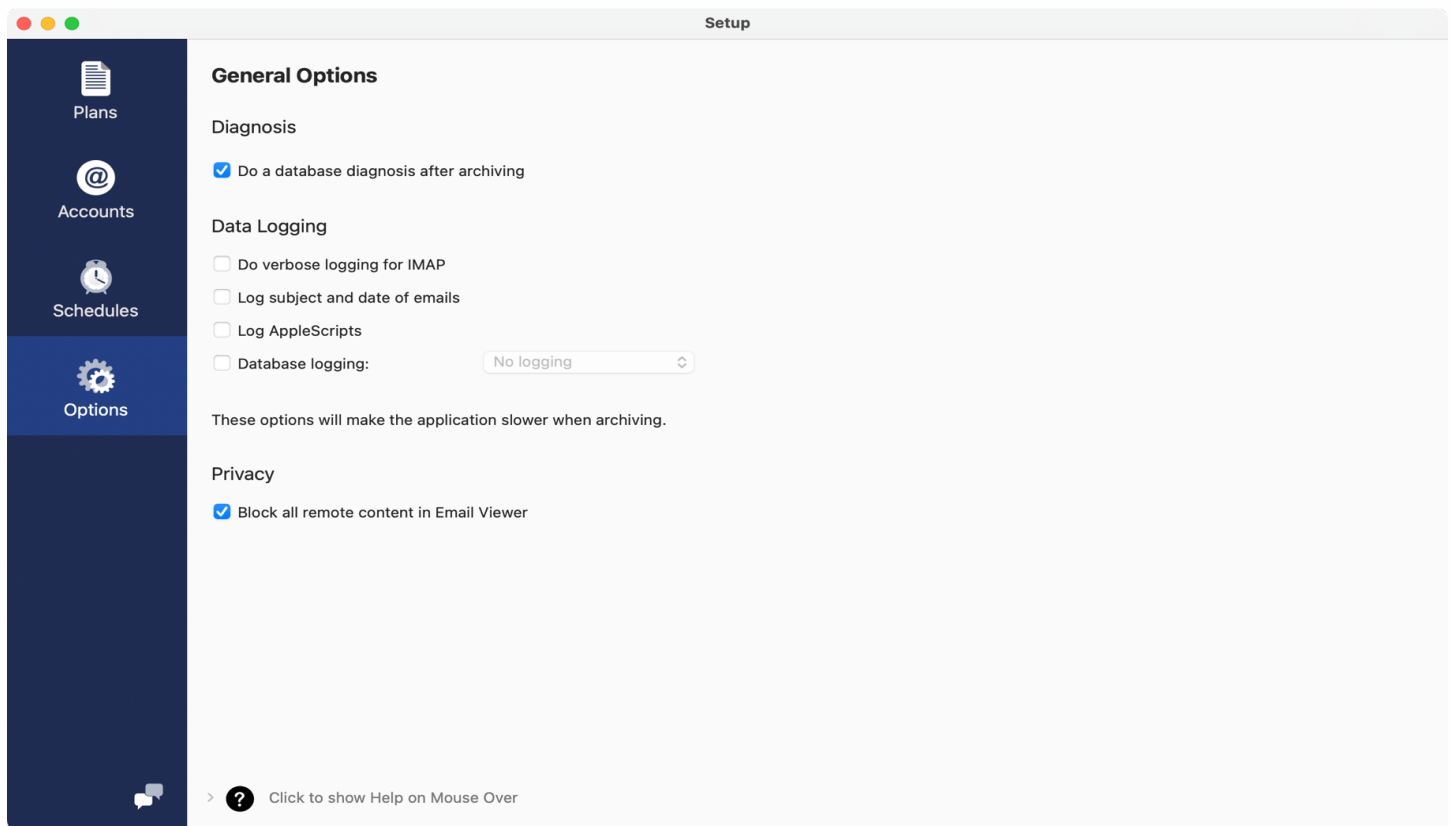 Setup
Plans
Accounts
Schedules
Options
General Options
Diagnosis
Do a database diagnosis after archiving
Data Logging
Do verbose logging for IMAP
Log subject and date of emails
Log AppleScripts
Database logging: No logging
These options will make the application slower when archiving.
Privacy
Block all remote content in Email Viewer
? Click to show Help on Mouse Over